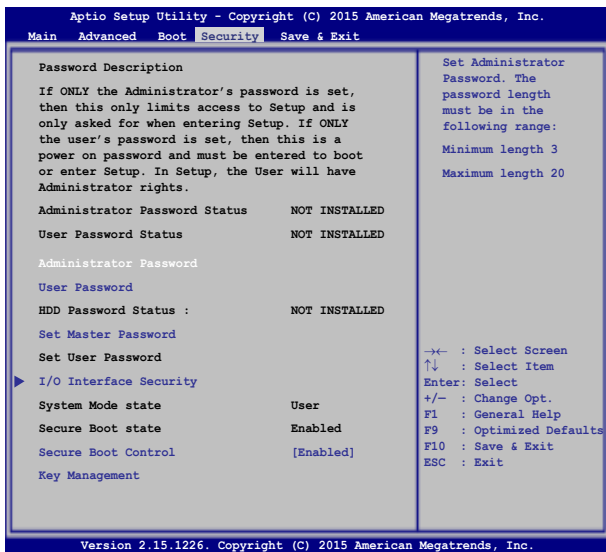 Aptio Setup Utility - Copyright (C) 2015 American Megatrends, Inc.
Main Advanced Boot Security Save & Exit
Password Description
If ONLY the Administrator's password is set,
then this only limits access to Setup and is
only asked for when entering Setup. If ONLY
the user's password is set, then this is a
power on password and must be entered to boot
or enter Setup. In Setup, the User will have
Administrator rights.
Administrator Password Status NOT INSTALLED
User Password Status NOT INSTALLED
Administrator Password
User Password
HDD Password Status : NOT INSTALLED
Set Master Password
Set User Password
I/O Interface Security
System Mode state User
Secure Boot state Enabled
Secure Boot Control [Enabled]
Key Management
Set Administrator
Password. The
password length
must be in the
following range:
Minimum length 3
Maximum length 20
→← : Select Screen
↑↓ : Select Item
Enter: Select
+/— : Change Opt.
F1 : General Help
F9 : Optimized Defaults
F10 : Save & Exit
ESC : Exit
Version 2.15.1226. Copyright (C) 2015 American Megatrends, Inc.